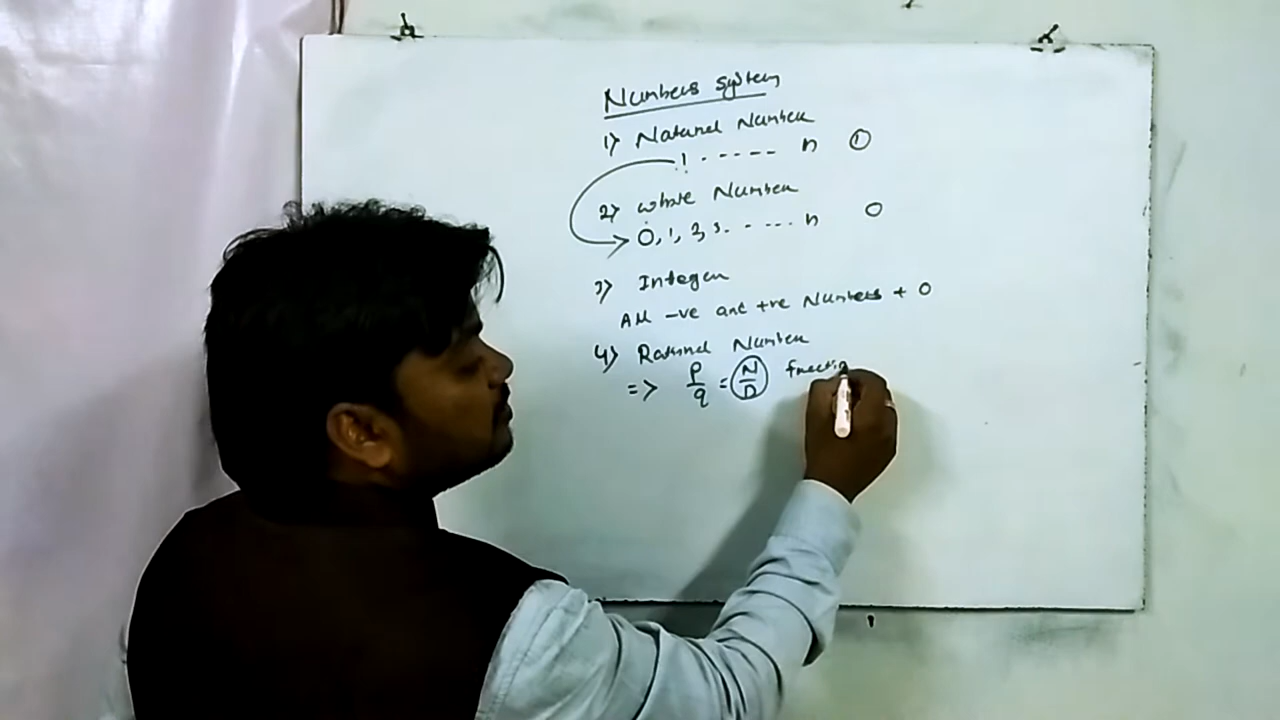 Numbers system
1) Natural Number
1 - - - - - n ①
2) whole Number
0, 1, 2, 3. - - - - - n 0
3) Integer
All -ve and +ve Numbers + 0
4) Rational Number
=> P/q = N/D fractio